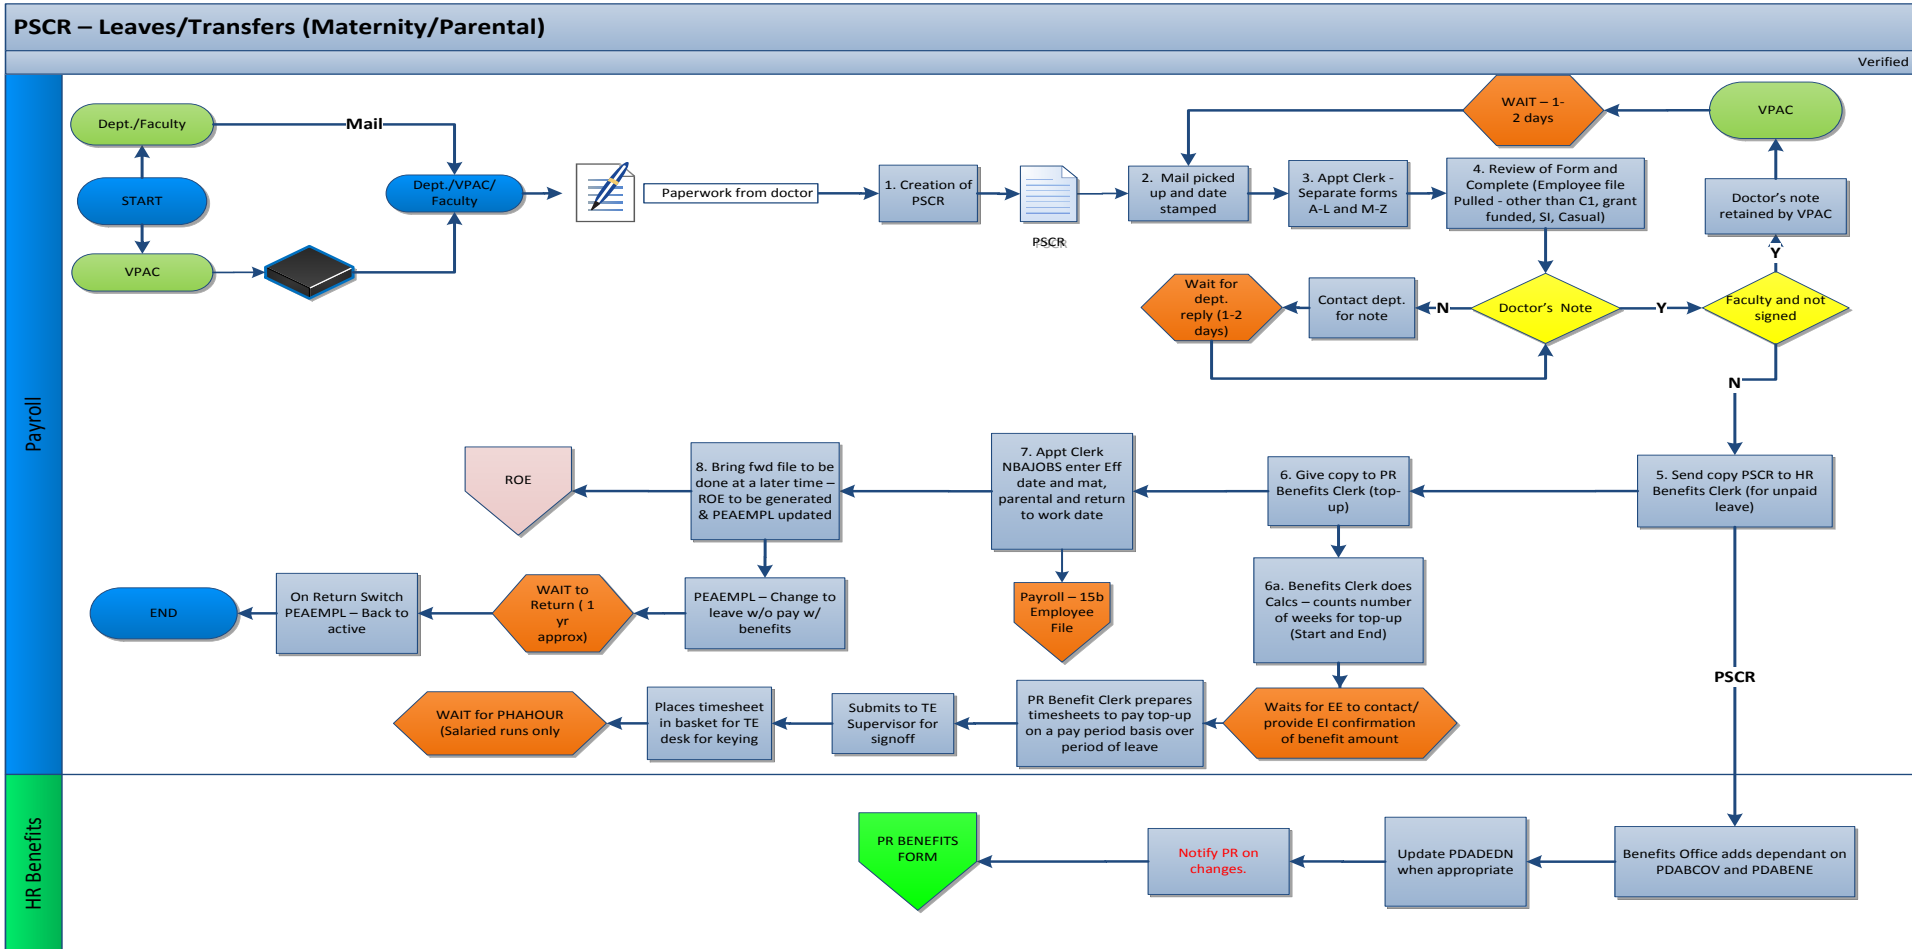 PSCR – Leaves/Transfers (Maternity/Parental)
Verified
Payroll
HR Benefits
Dept./Faculty
Mail
START
VPAC
Dept./VPAC/
Faculty
Paperwork from doctor
1. Creation of
PSCR
PSCR
2. Mail picked
up and date
stamped
3. Appt Clerk -
Separate forms
A-L and M-Z
4. Review of Form and
Complete (Employee file
Pulled - other than C1, grant
funded, SI, Casual)
WAIT – 1-
2 days
VPAC
Doctor's note
retained by VPAC
Y
Faculty and not
signed
Y
Doctor's Note
N
Contact dept.
for note
Wait for
dept.
reply (1-2
days)
N
5. Send copy PSCR to HR
Benefits Clerk (for unpaid
leave)
6. Give copy to PR
Benefits Clerk (top-
up)
7. Appt Clerk
NBAJOBS enter Eff
date and mat,
parental and return
to work date
8. Bring fwd file to be
done at a later time –
ROE to be generated
& PEAEMPL updated
ROE
PEAEMPL – Change to
leave w/o pay w/
benefits
WAIT to
Return ( 1
yr
approx)
On Return Switch
PEAEMPL – Back to
active
END
Payroll – 15b
Employee
File
6a. Benefits Clerk does
Calcs – counts number
of weeks for top-up
(Start and End)
Waits for EE to contact/
provide EI confirmation
of benefit amount
PR Benefit Clerk prepares
timesheets to pay top-up
on a pay period basis over
period of leave
Submits to TE
Supervisor for
signoff
Places timesheet
in basket for TE
desk for keying
WAIT for PHAHOUR
(Salaried runs only
PSCR
Benefits Office adds dependant on
PDABCOV and PDABENE
Update PDADEDN
when appropriate
Notify PR on
changes.
PR BENEFITS
FORM